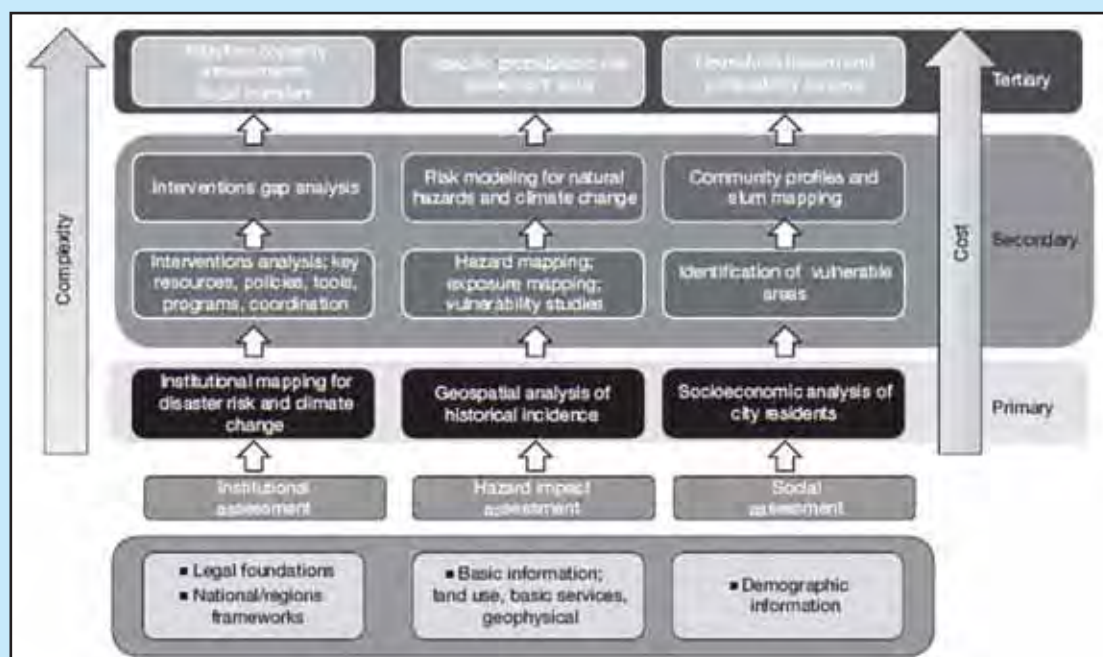 Tertiary
Interventions gap analysis
Risk modeling for natural
hazards and climate change
Community profiles and
slum mapping
Secondary
Complexity
Cost
Interventions analysis; key
resources, policies, tools,
programs, coordination
Hazard mapping;
exposure mapping;
vulnerability studies
Identification of vulnerable
areas
Institutional mapping for
disaster risk and climate
change
Geospatial analysis of
historical incidence
Socioeconomic analysis of
city residents
Primary
Institutional
assessment
Hazard impact
assessment
Social
assessment
▪ Legal foundations
▪ National/regions
frameworks
▪ Basic information;
land use, basic services,
geophysical
▪ Demographic
information